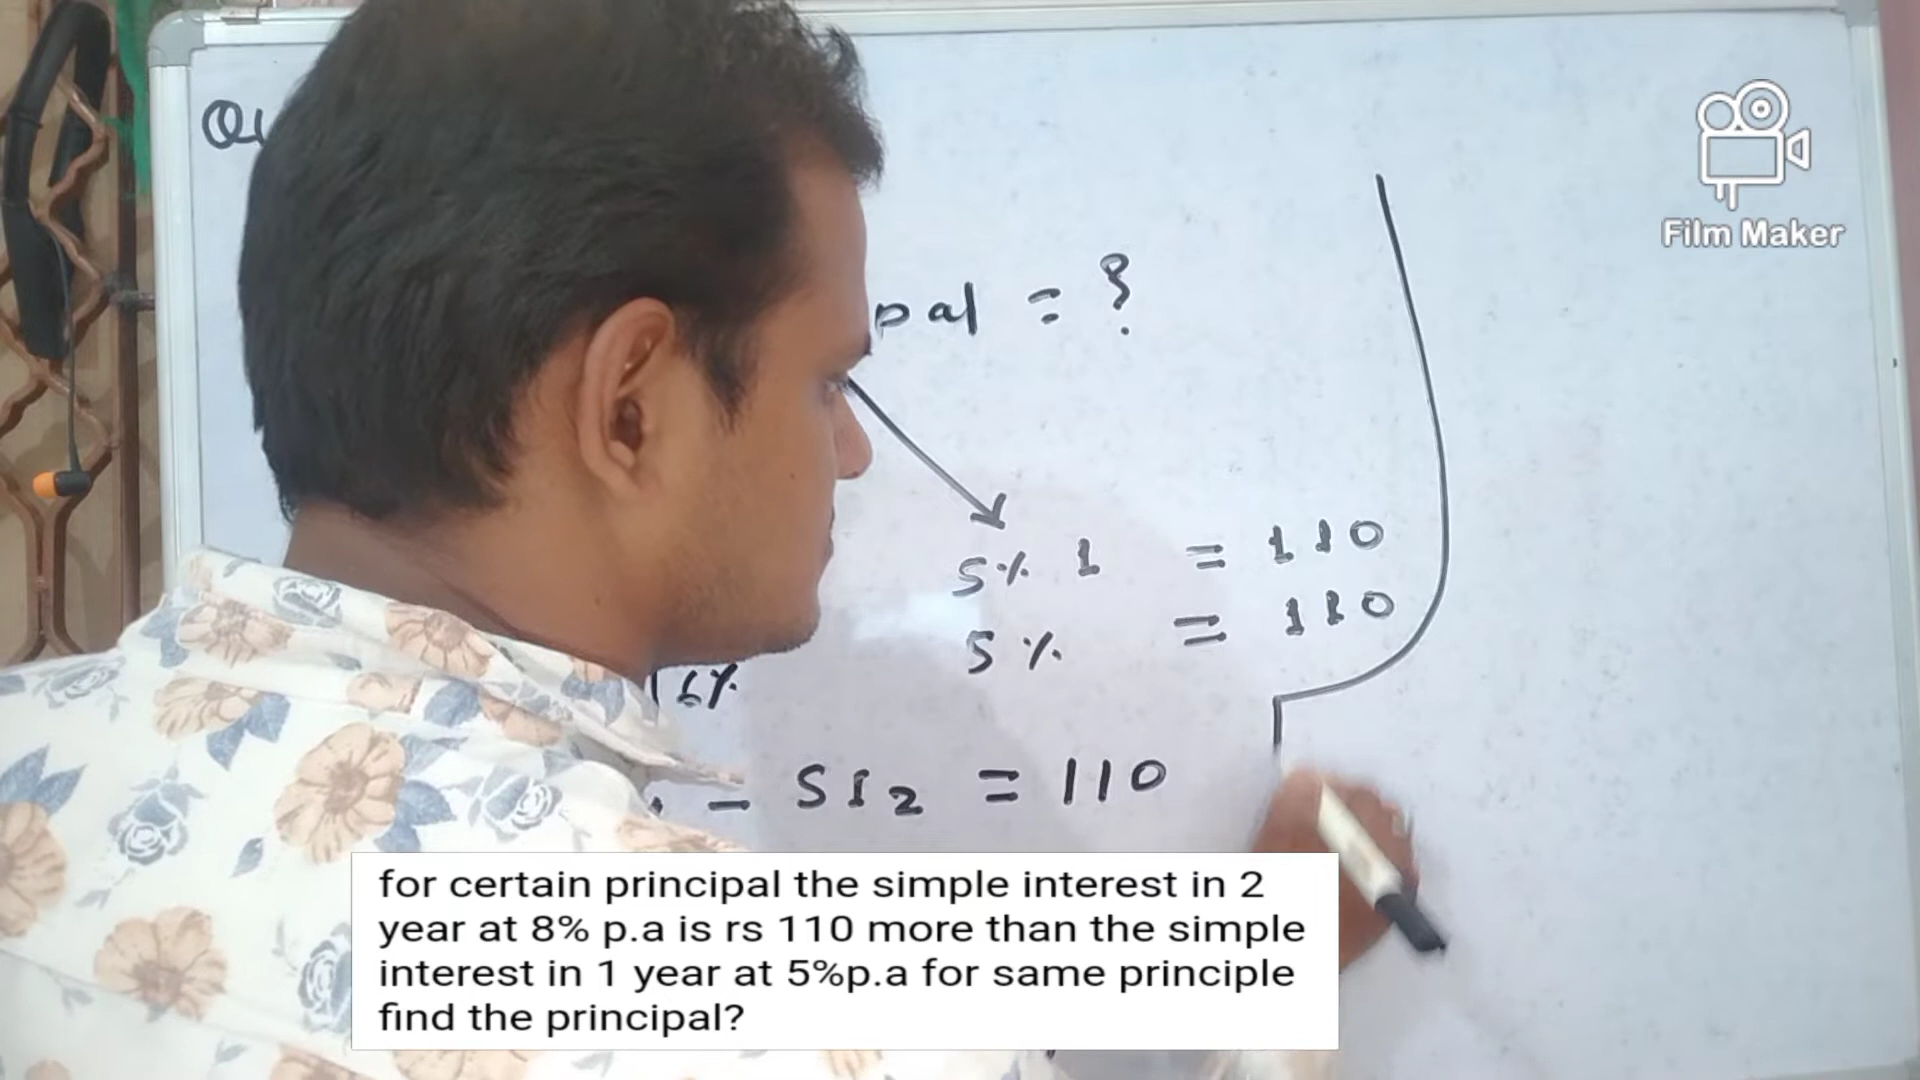 Film Maker
pal = ?
5% 1 = 110
5% = 110
16%
- SI2 = 110
for certain principal the simple interest in 2
year at 8% p.a is rs 110 more than the simple
interest in 1 year at 5%p.a for same principle
find the principal?